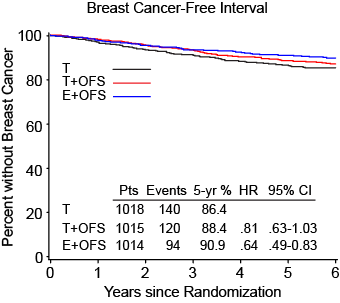 Breast Cancer-Free Interval
Percent without Breast Cancer
100
80
60
40
20
0
T
T+OFS
E+OFS
Pts Events 5-yr % HR 95% CI
T 1018 140 86.4
T+OFS 1015 120 88.4 .81 .63-1.03
E+OFS 1014 94 90.9 .64 .49-0.83
0 1 2 3 4 5 6
Years since Randomization